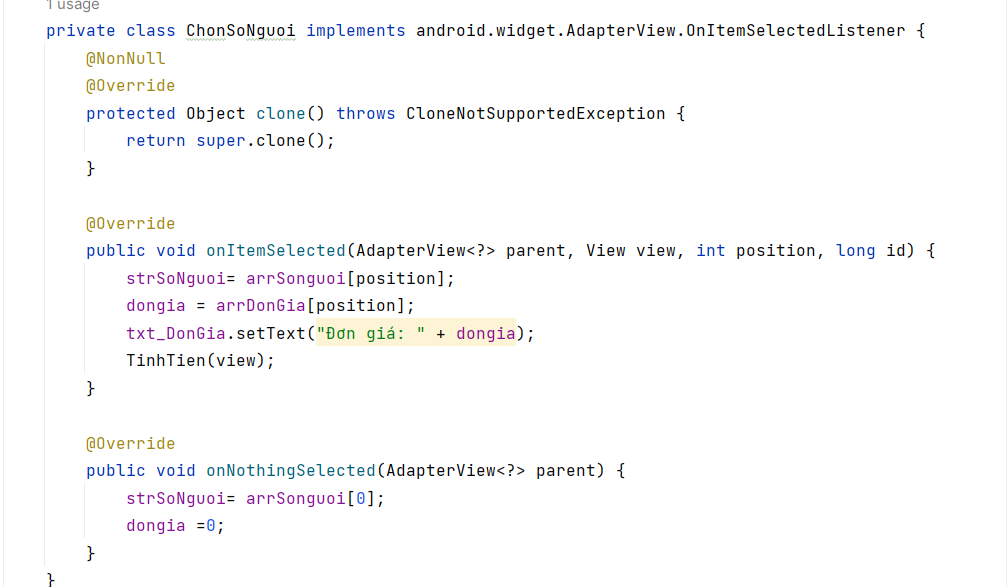 1 usage
private class ChonSoNguoi implements android.widget.AdapterView.OnItemSelectedListener {
@NonNull
@Override
protected Object clone() throws CloneNotSupportedException {
return super.clone();
}
@Override
public void onItemSelected(AdapterView<?> parent, View view, int position, long id) {
strSoNguoi= arrSonguoi[position];
dongia = arrDonGia[position];
txt_DonGia.setText("Đơn giá: " + dongia);
TinhTien(view);
}
@Override
public void onNothingSelected(AdapterView<?> parent) {
strSoNguoi= arrSonguoi[0];
dongia =0;
}
}